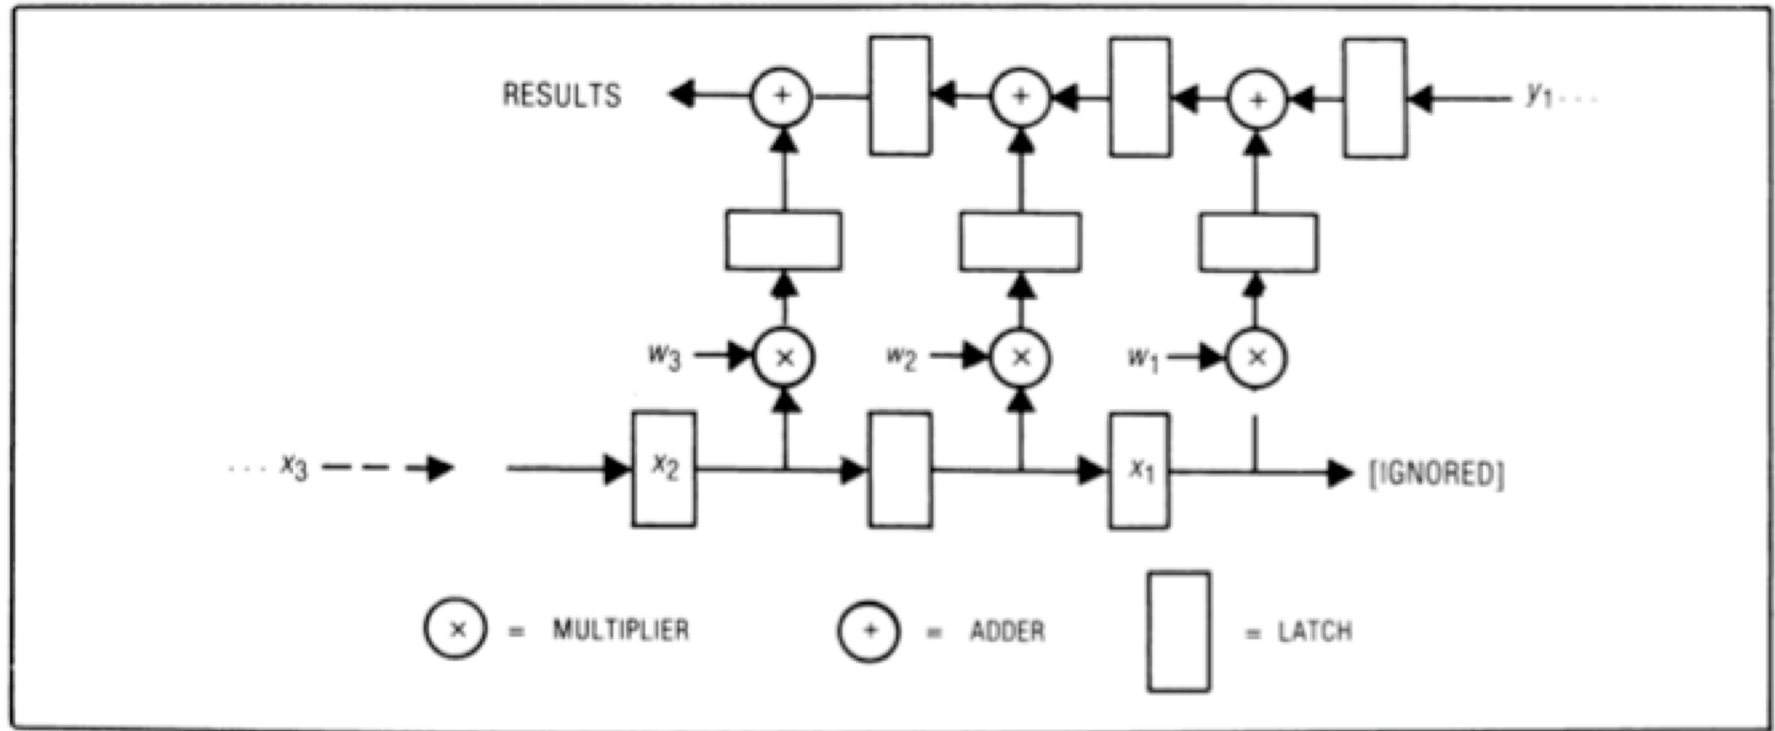 RESULTS + + + y₁ ...
w₃ × w₂ × w₁ ×
... x₃ x₂ x₁ [IGNORED]
× = MULTIPLIER + = ADDER = LATCH